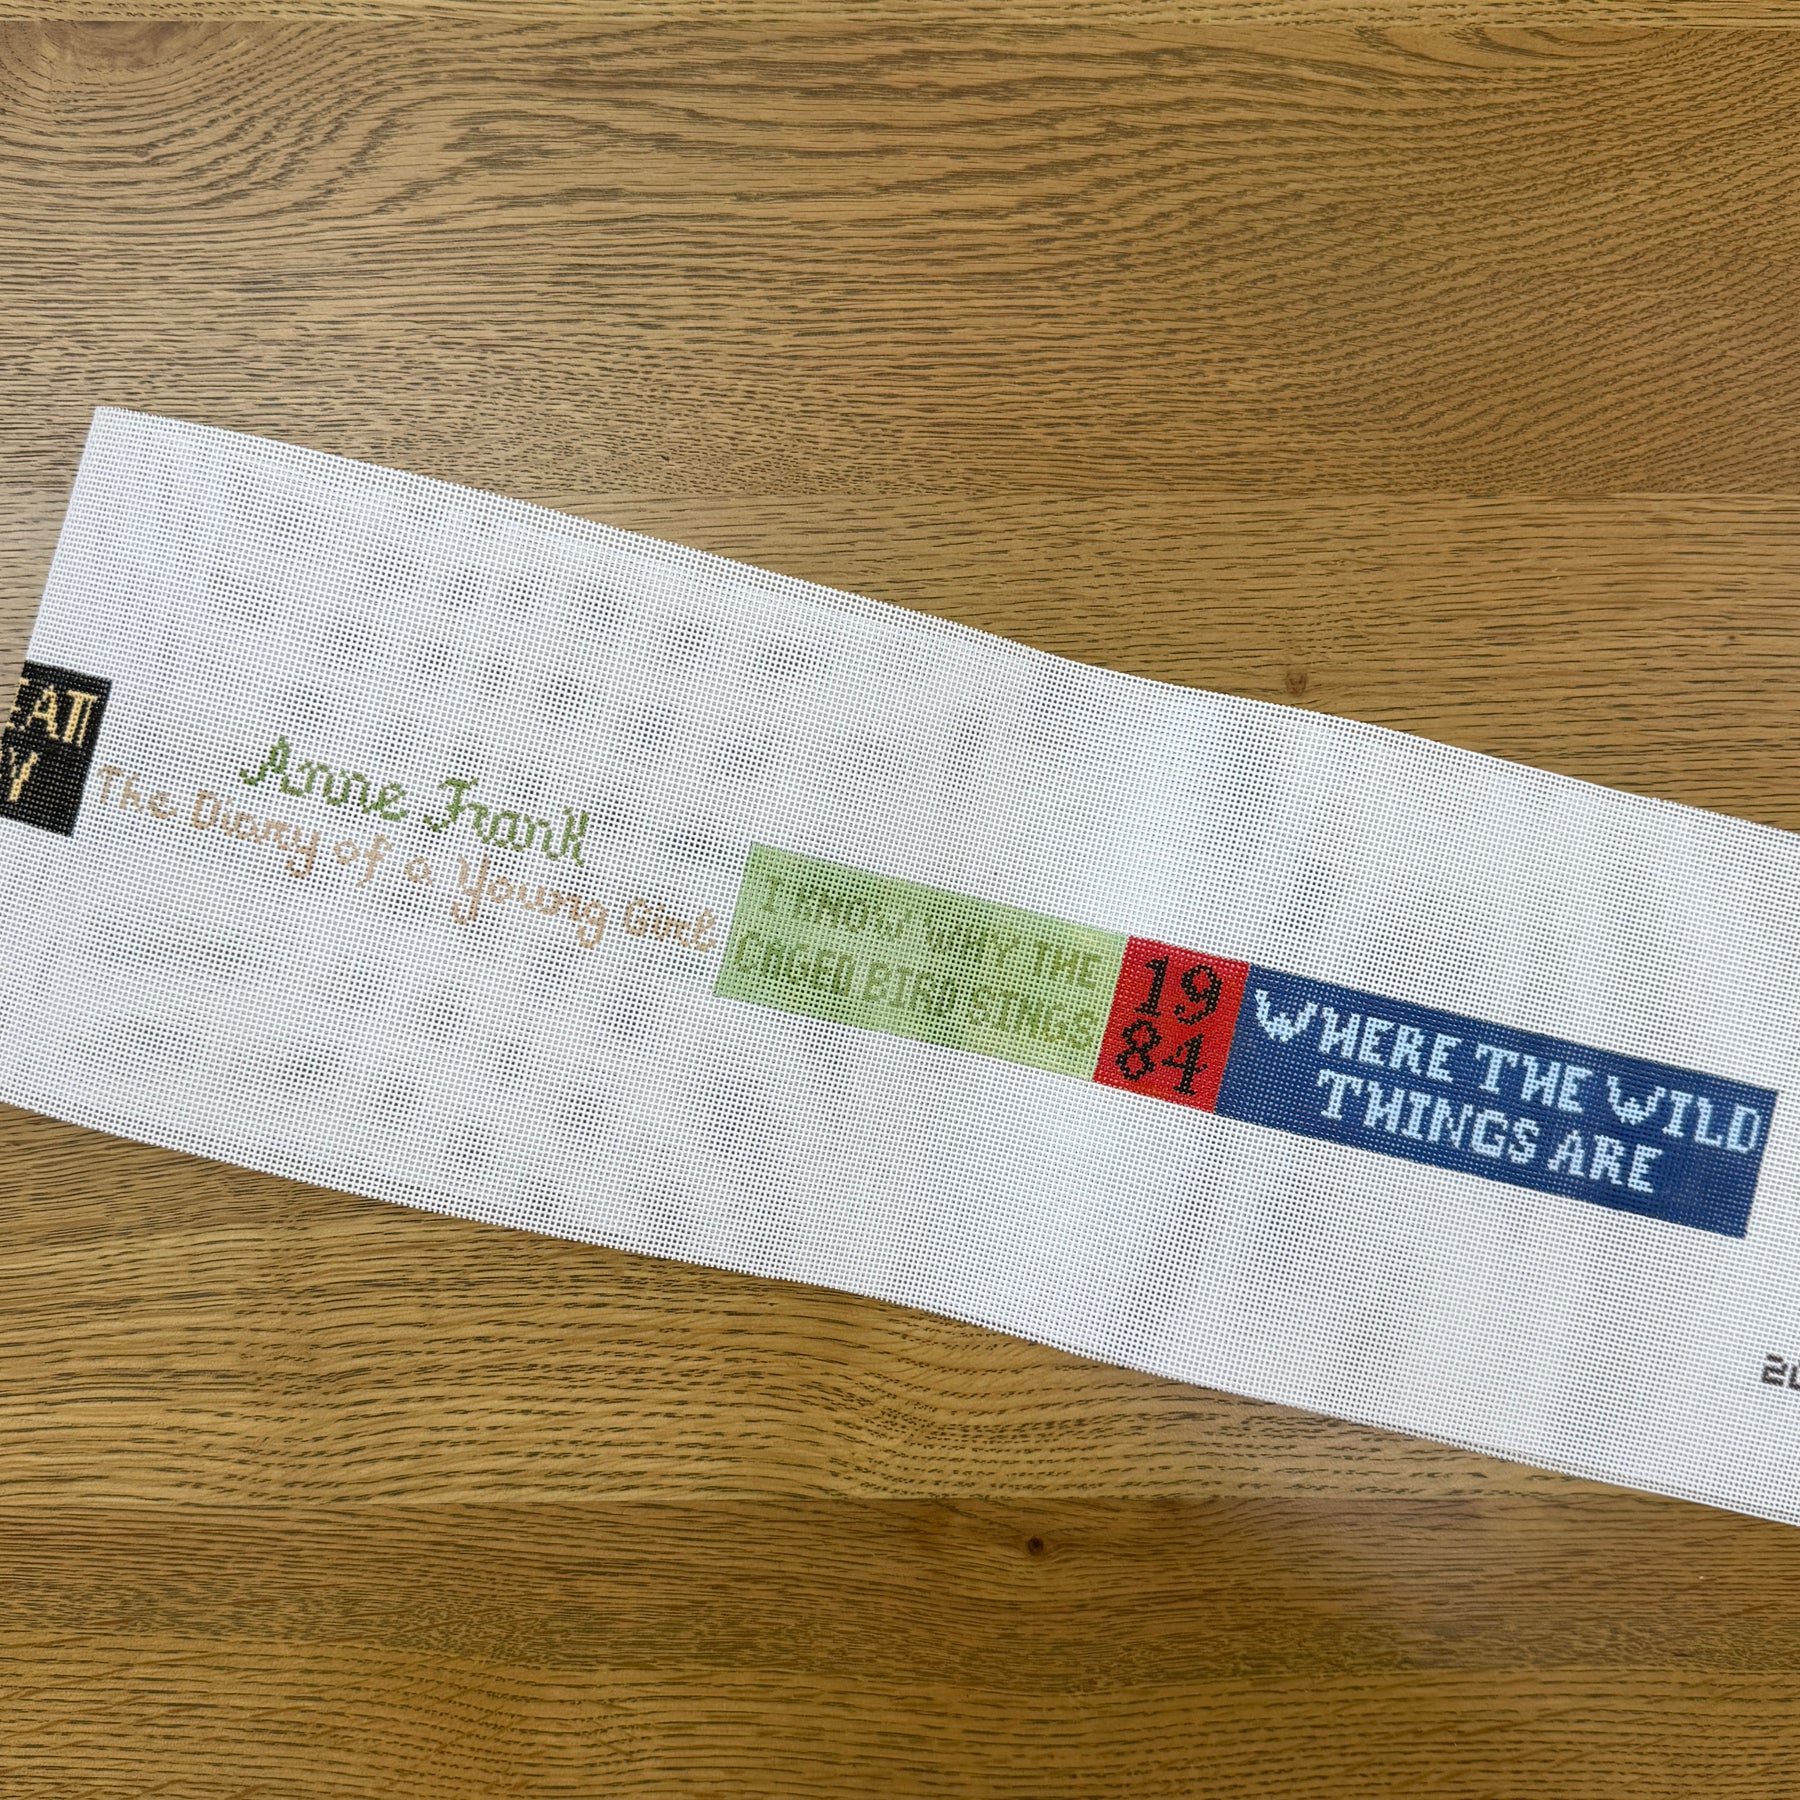 EAT
Y
Anne Frank
The Diary of a Young Girl
I KNOW WHY THE
CAGED BIRD SINGS
19
84
WHERE THE WILD
THINGS ARE